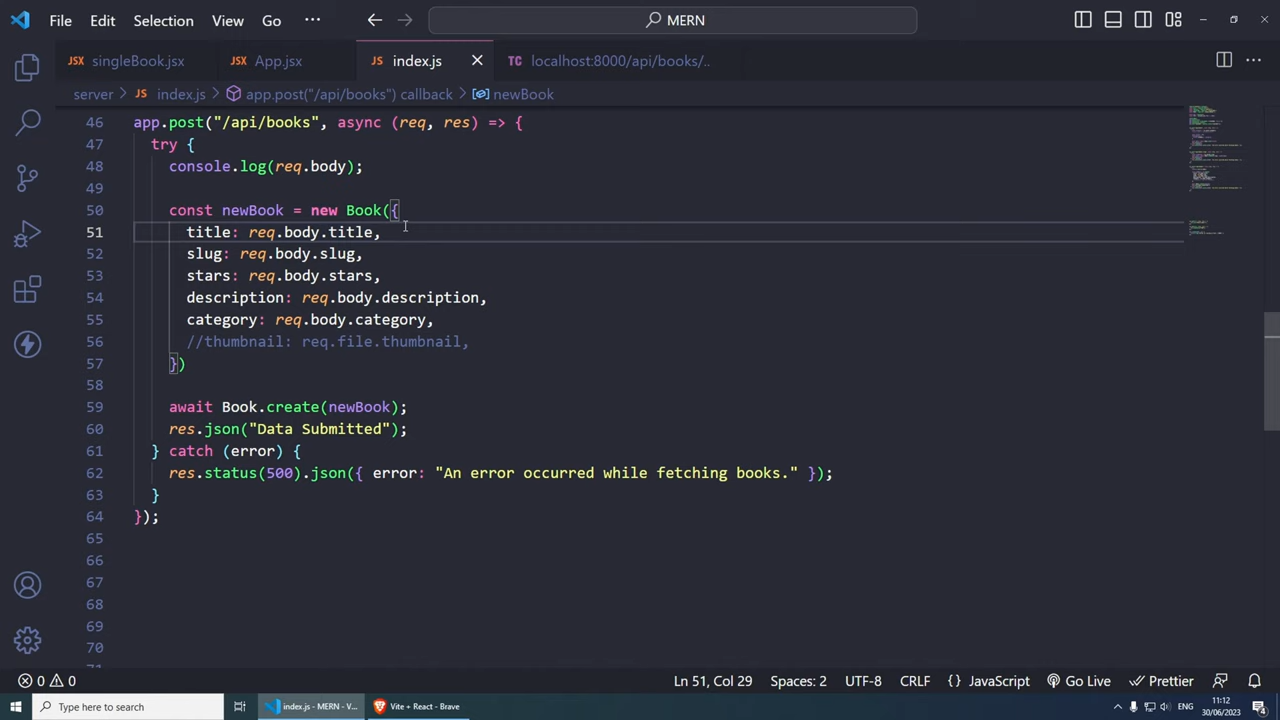 File Edit Selection View Go ··· MERN
JSX singleBook.jsx JSX App.jsx JS index.js TC localhost:8000/api/books/..
server > JS index.js > app.post("/api/books") callback > newBook
46 app.post("/api/books", async (req, res) => {
47 try {
48 console.log(req.body);
49
50 const newBook = new Book({
51 title: req.body.title,
52 slug: req.body.slug,
53 stars: req.body.stars,
54 description: req.body.description,
55 category: req.body.category,
56 //thumbnail: req.file.thumbnail,
57 })
58
59 await Book.create(newBook);
60 res.json("Data Submitted");
61 } catch (error) {
62 res.status(500).json({ error: "An error occurred while fetching books." });
63 }
64 });
65
66
67
68
69
70
71
0 0 Ln 51, Col 29 Spaces: 2 UTF-8 CRLF {} JavaScript Go Live Prettier
Type here to search index.js - MERN - V... Vite + React - Brave ENG 11:12
30/06/2023